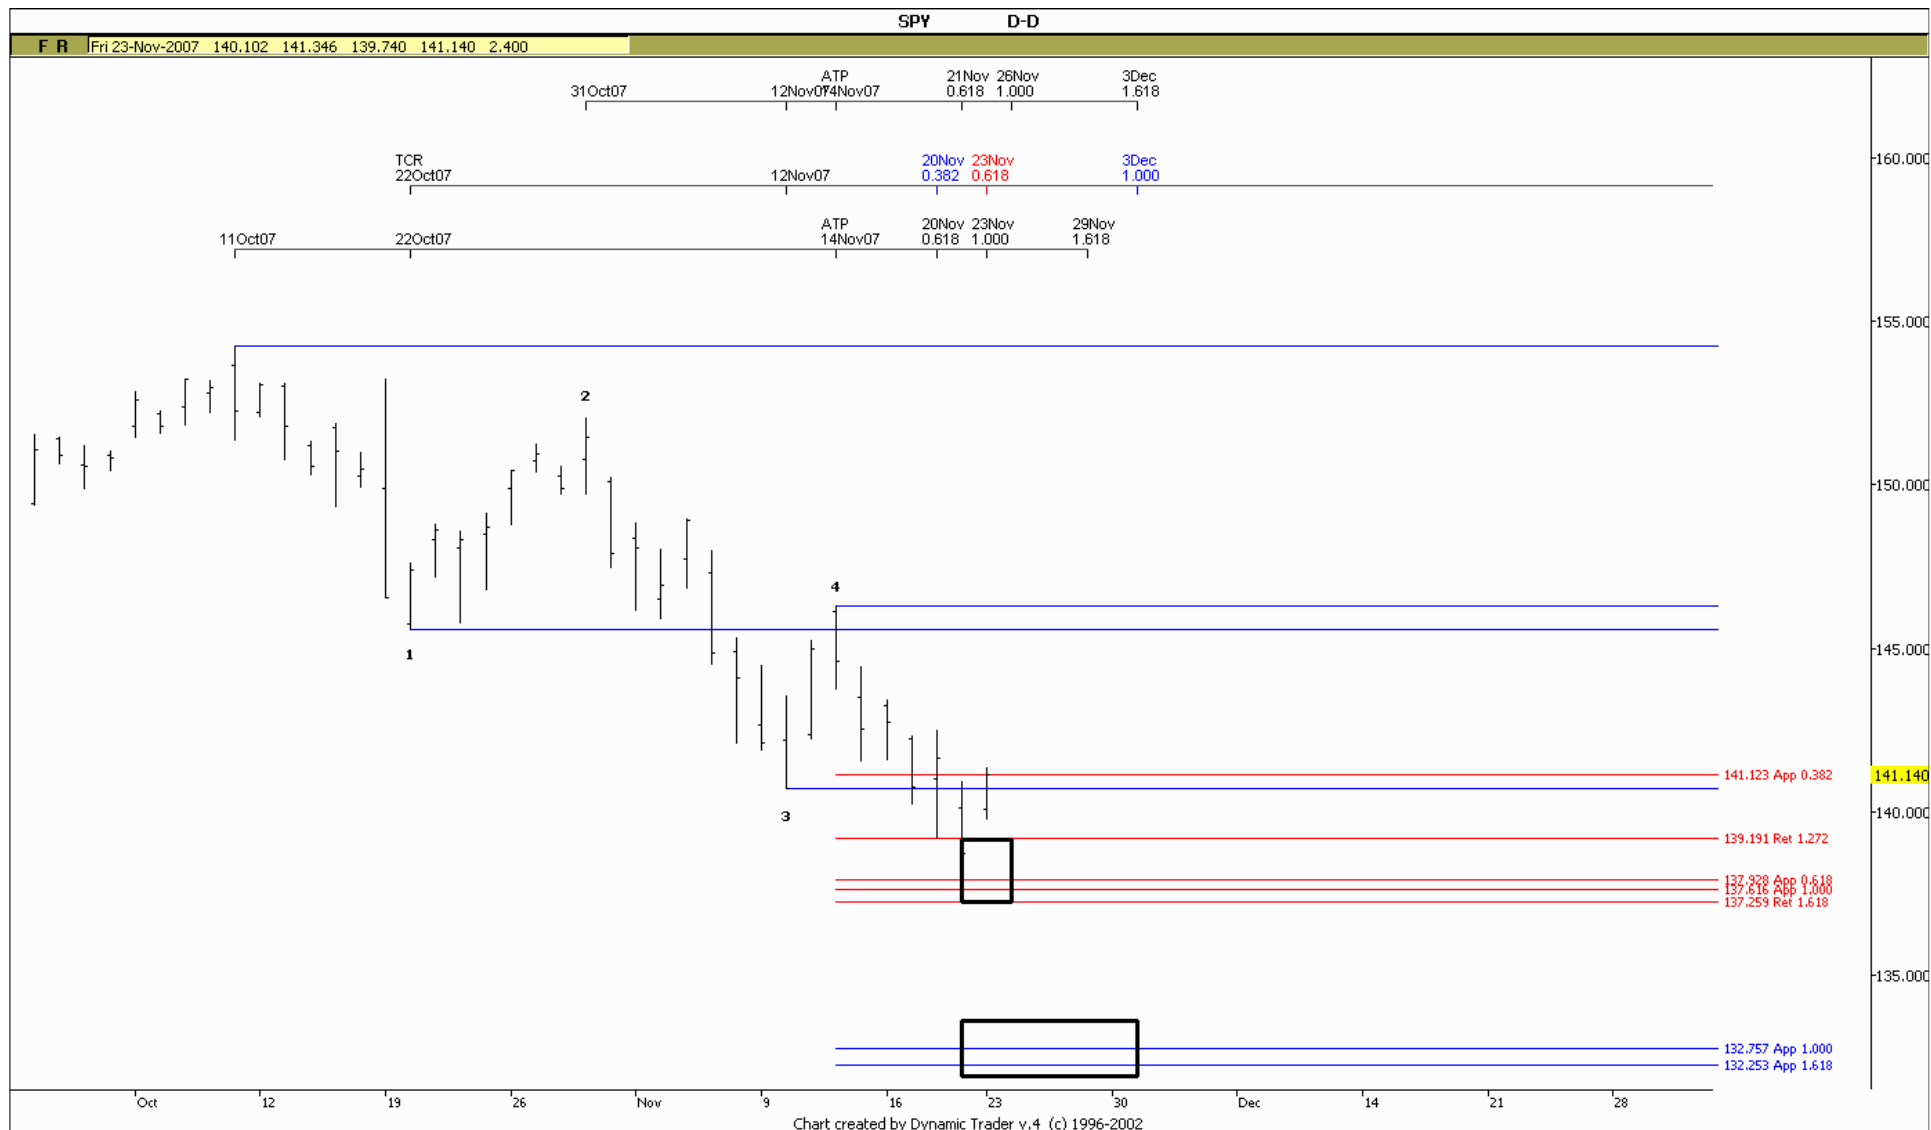 SPY D-D
F R Fri 23-Nov-2007 140.102 141.346 139.740 141.140 2.400
ATP 21Nov 26Nov 3Dec
31Oct07 12Nov07 14Nov07 0.618 1.000 1.618
TCR 20Nov 23Nov 3Dec
22Oct07 12Nov07 0.382 0.618 1.000
ATP 20Nov 23Nov 29Nov
11Oct07 22Oct07 14Nov07 0.618 1.000 1.618
160.000
155.000
2
150.000
4
145.000
1
141.123 App 0.382
141.140
3
140.000
139.191 Ret 1.272
137.928 App 0.618
137.616 App 1.000
137.259 Ret 1.618
135.000
132.757 App 1.000
132.253 App 1.618
Oct 12 19 26 Nov 9 16 23 30 Dec 14 21 28
Chart created by Dynamic Trader v.4 (c) 1996-2002